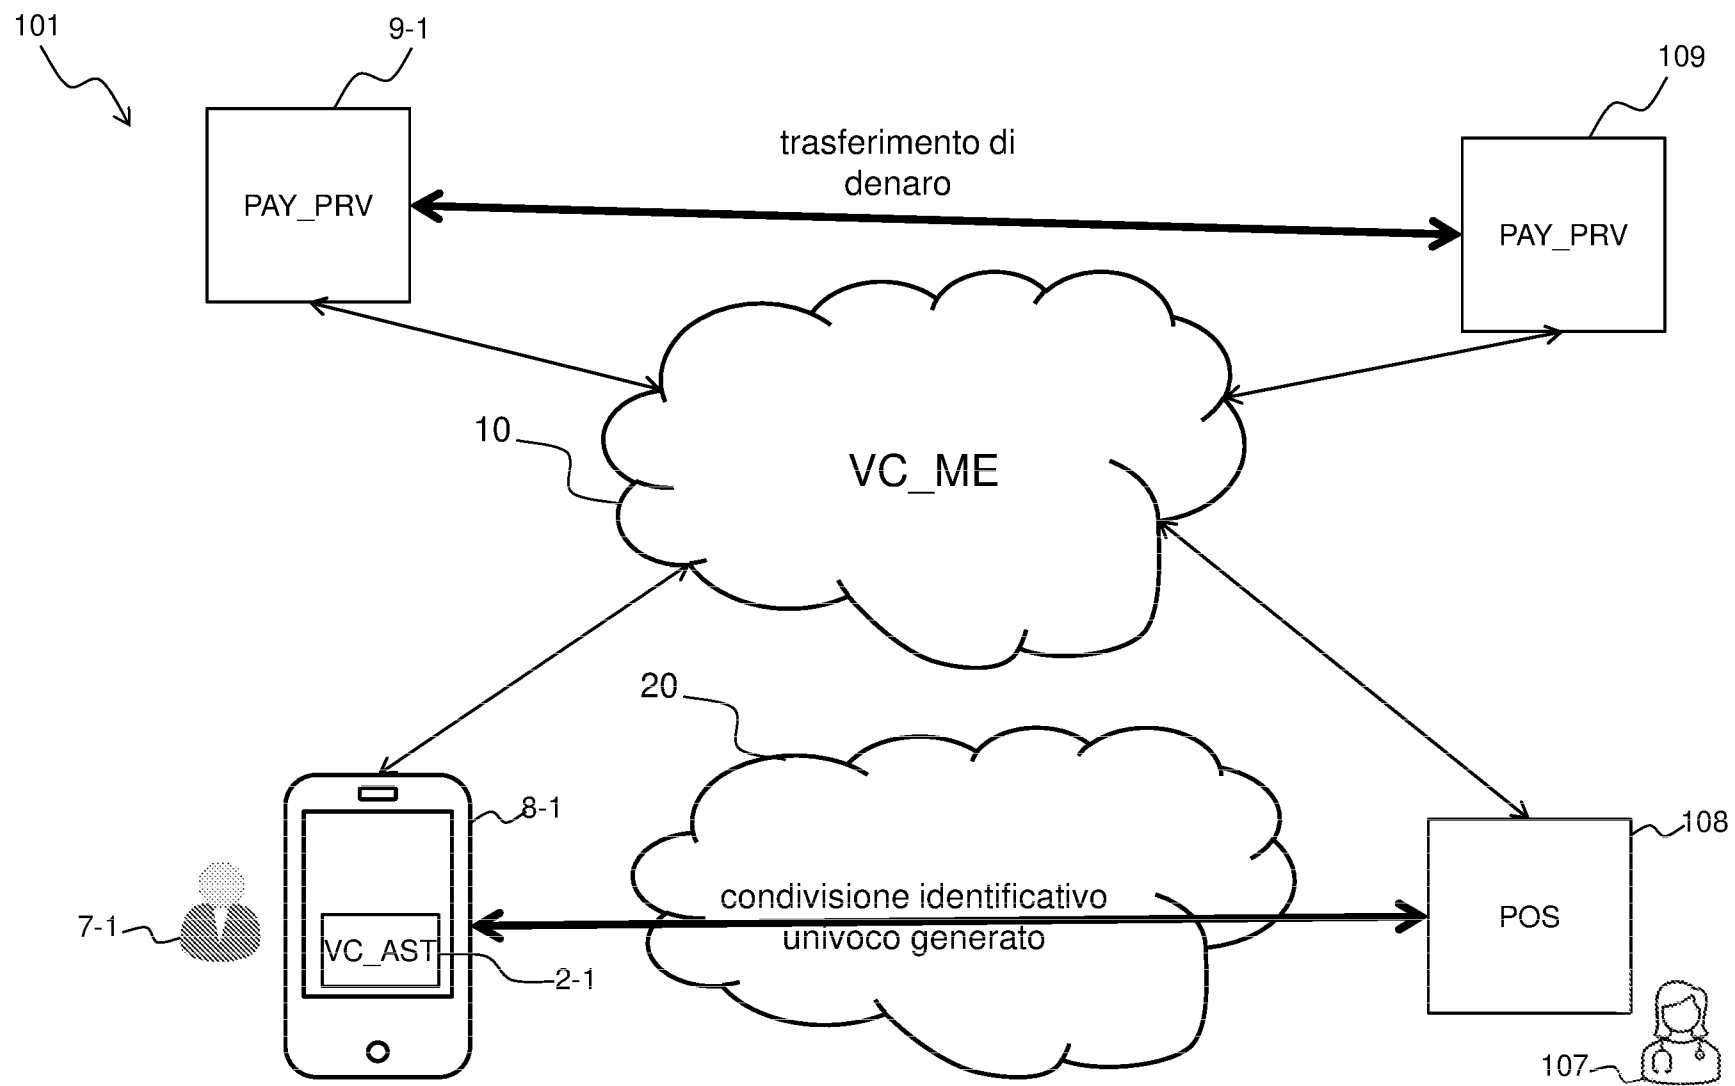 101
9-1
109
trasferimento di
denaro
PAY_PRV
PAY_PRV
10
VC_ME
20
8-1
108
condivisione identificativo
univoco generato
POS
7-1
VC_AST
2-1
107